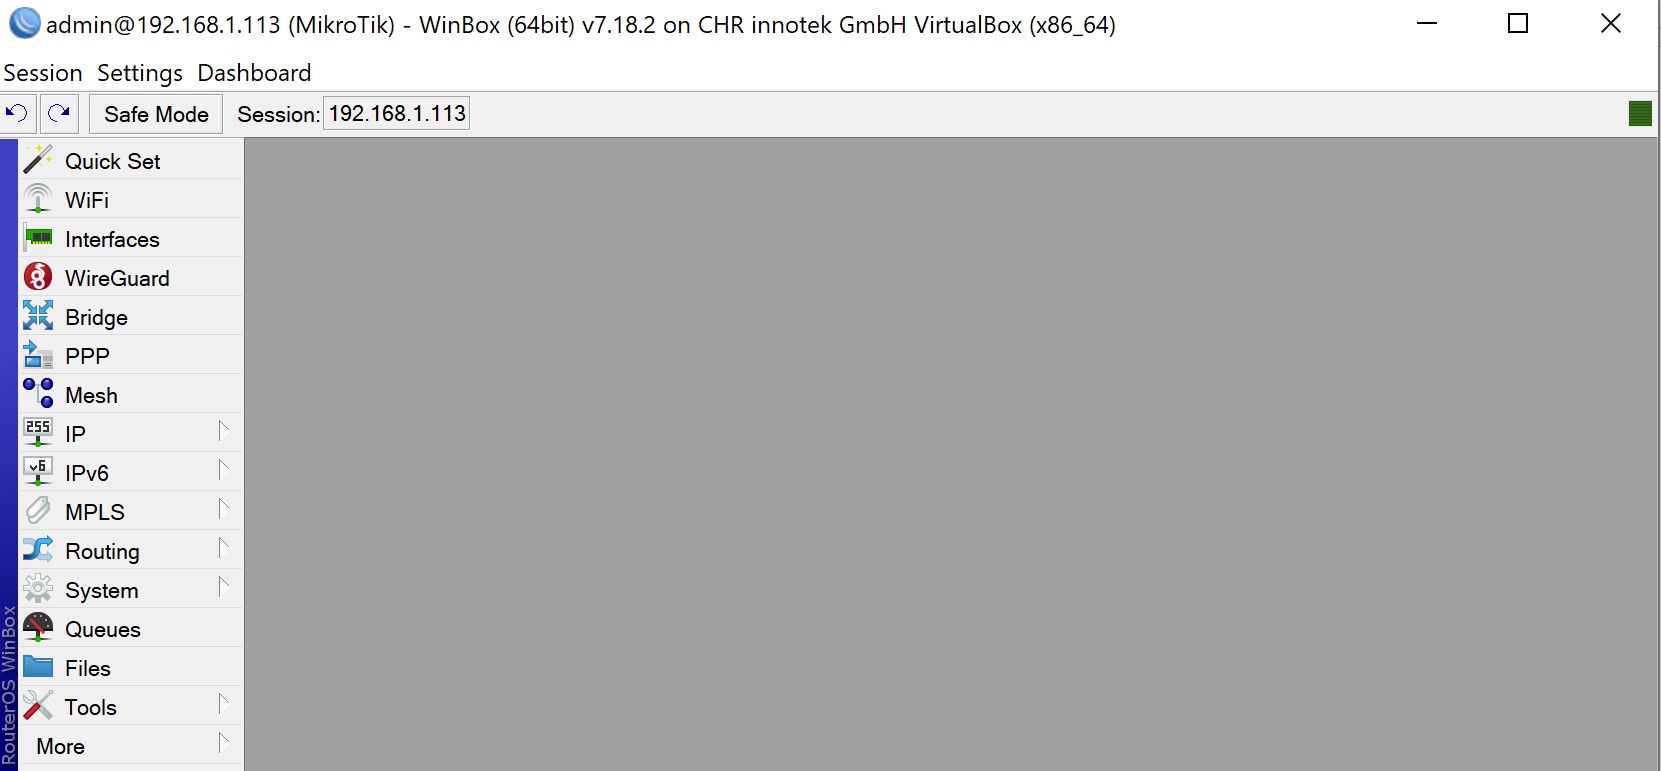 admin@192.168.1.113 (MikroTik) - WinBox (64bit) v7.18.2 on CHR innotek GmbH VirtualBox (x86_64)
Session Settings Dashboard
Safe Mode Session: 192.168.1.113
Quick Set
WiFi
Interfaces
WireGuard
Bridge
PPP
Mesh
255 IP
v6 IPv6
MPLS
Routing
System
Queues
Files
Tools
More
RouterOS WinBox